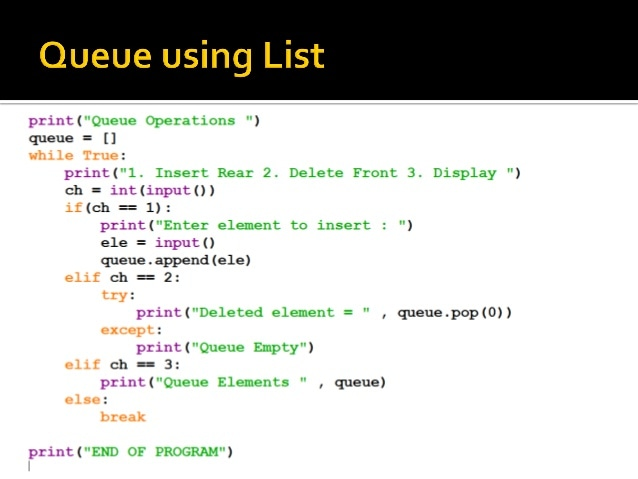 Queue using List
print("Queue Operations ")
queue = []
while True:
    print("1. Insert Rear 2. Delete Front 3. Display ")
    ch = int(input())
    if(ch == 1):
        print("Enter element to insert : ")
        ele = input()
        queue.append(ele)
    elif ch == 2:
        try:
            print("Deleted element = " , queue.pop(0))
        except:
            print("Queue Empty")
    elif ch == 3:
        print("Queue Elements " , queue)
    else:
        break
print("END OF PROGRAM")